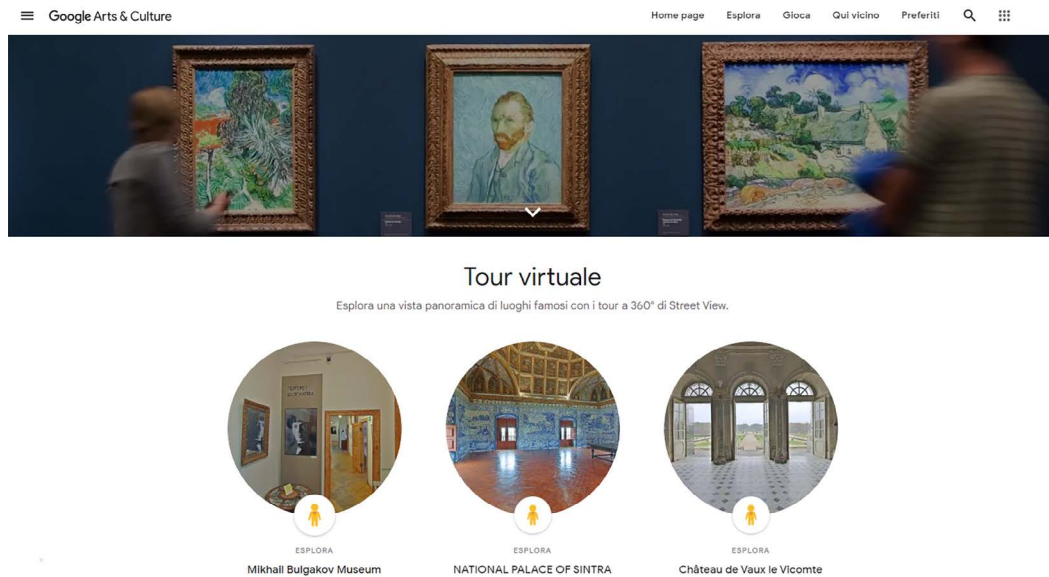 Google Arts & Culture
Home page Esplora Gioca Qui vicino Preferiti
Tour virtuale
Esplora una vista panoramica di luoghi famosi con i tour a 360° di Street View.
ESPLORA ESPLORA ESPLORA
Mikhail Bulgakov Museum NATIONAL PALACE OF SINTRA Château de Vaux le Vicomte